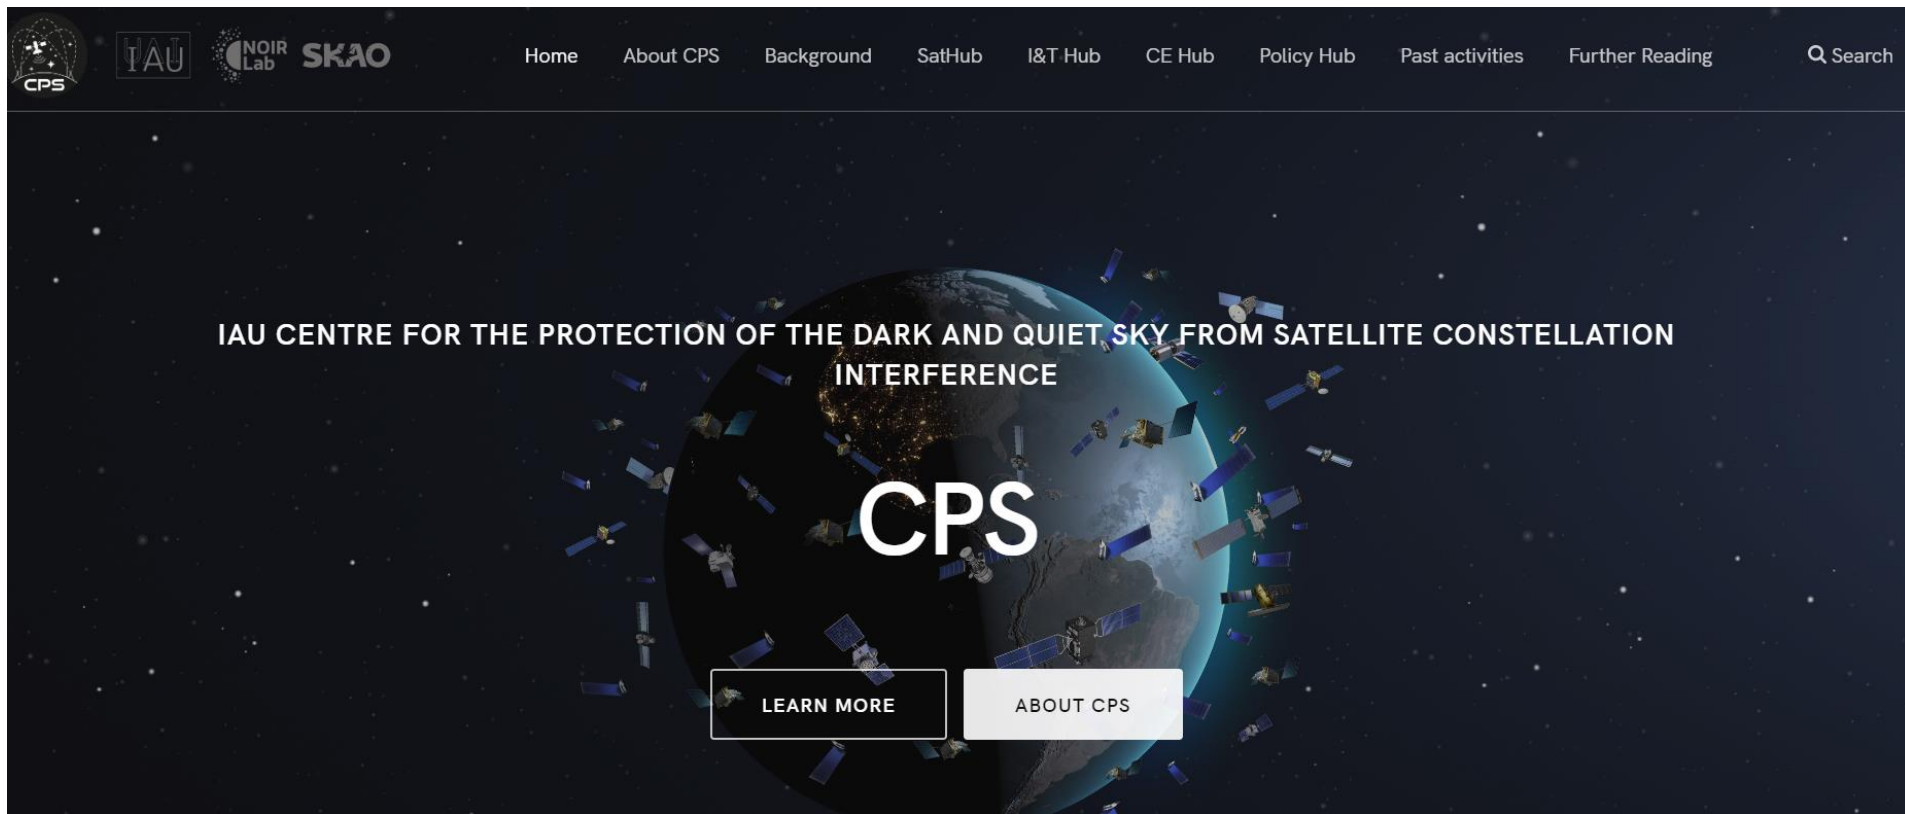 CPS
IAU
NOIR
Lab
SKAO
Home About CPS Background SatHub I&T Hub CE Hub Policy Hub Past activities Further Reading Search
IAU CENTRE FOR THE PROTECTION OF THE DARK AND QUIET SKY FROM SATELLITE CONSTELLATION
INTERFERENCE
CPS
LEARN MORE ABOUT CPS